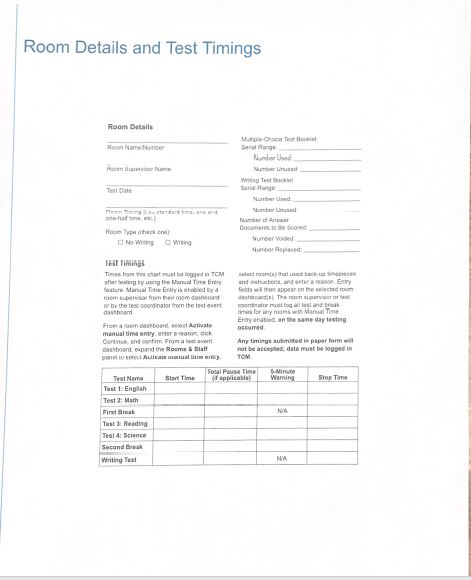 Room Details and Test Timings
Room Details
Room Name/Number
Room Supervisor Name
Test Date
Room Timing (i.e., standard time, one and
one-half time, etc.)
Room Type (check one):
☐ No Writing ☐ Writing
Multiple-Choice Test Booklet
Serial Range:
Number Used:
Number Unused:
Writing Test Booklet
Serial Range:
Number Used:
Number Unused:
Number of Answer
Documents to Be Scored:
Number Voided:
Number Replaced:
Test Timings
Times from this chart must be logged in TCM
after testing by using the Manual Time Entry
feature. Manual Time Entry is enabled by a
room supervisor from their room dashboard
or by the test coordinator from the test event
dashboard.
From a room dashboard, select Activate
manual time entry, enter a reason, click
Continue, and confirm. From a test event
dashboard, expand the Rooms & Staff
panel to select Activate manual time entry,
select room(s) that used back-up timepieces
and instructions, and enter a reason. Entry
fields will then appear on the selected room
dashboard(s). The room supervisor or test
coordinator must log all test and break
times for any rooms with Manual Time
Entry enabled, on the same day testing
occurred.
Any timings submitted in paper form will
not be accepted; data must be logged in
TCM.
Test Name Start Time Total Pause Time (if applicable) 5-Minute Warning Stop Time
Test 1: English
Test 2: Math
First Break N/A
Test 3: Reading
Test 4: Science
Second Break
Writing Test N/A